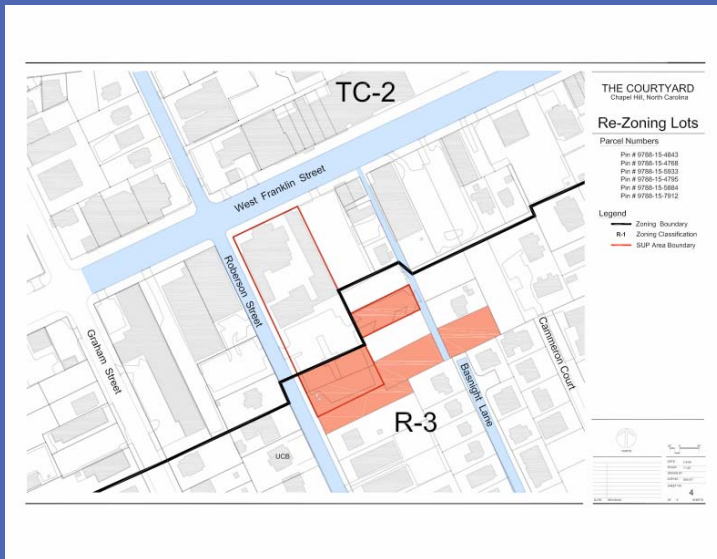 TC-2
West Franklin Street
Roberson Street
Graham Street
Cammeron Court
Basnight Lane
R-3
UCB
THE COURTYARD
Chapel Hill, North Carolina
Re-Zoning Lots
Parcel Numbers
Pin # 9788-15-4843
Pin # 9788-15-4768
Pin # 9788-15-5933
Pin # 9788-15-4795
Pin # 9788-15-5884
Pin # 9788-15-7912
Legend
Zoning Boundary
R-1 Zoning Classification
SUP Area Boundary
4